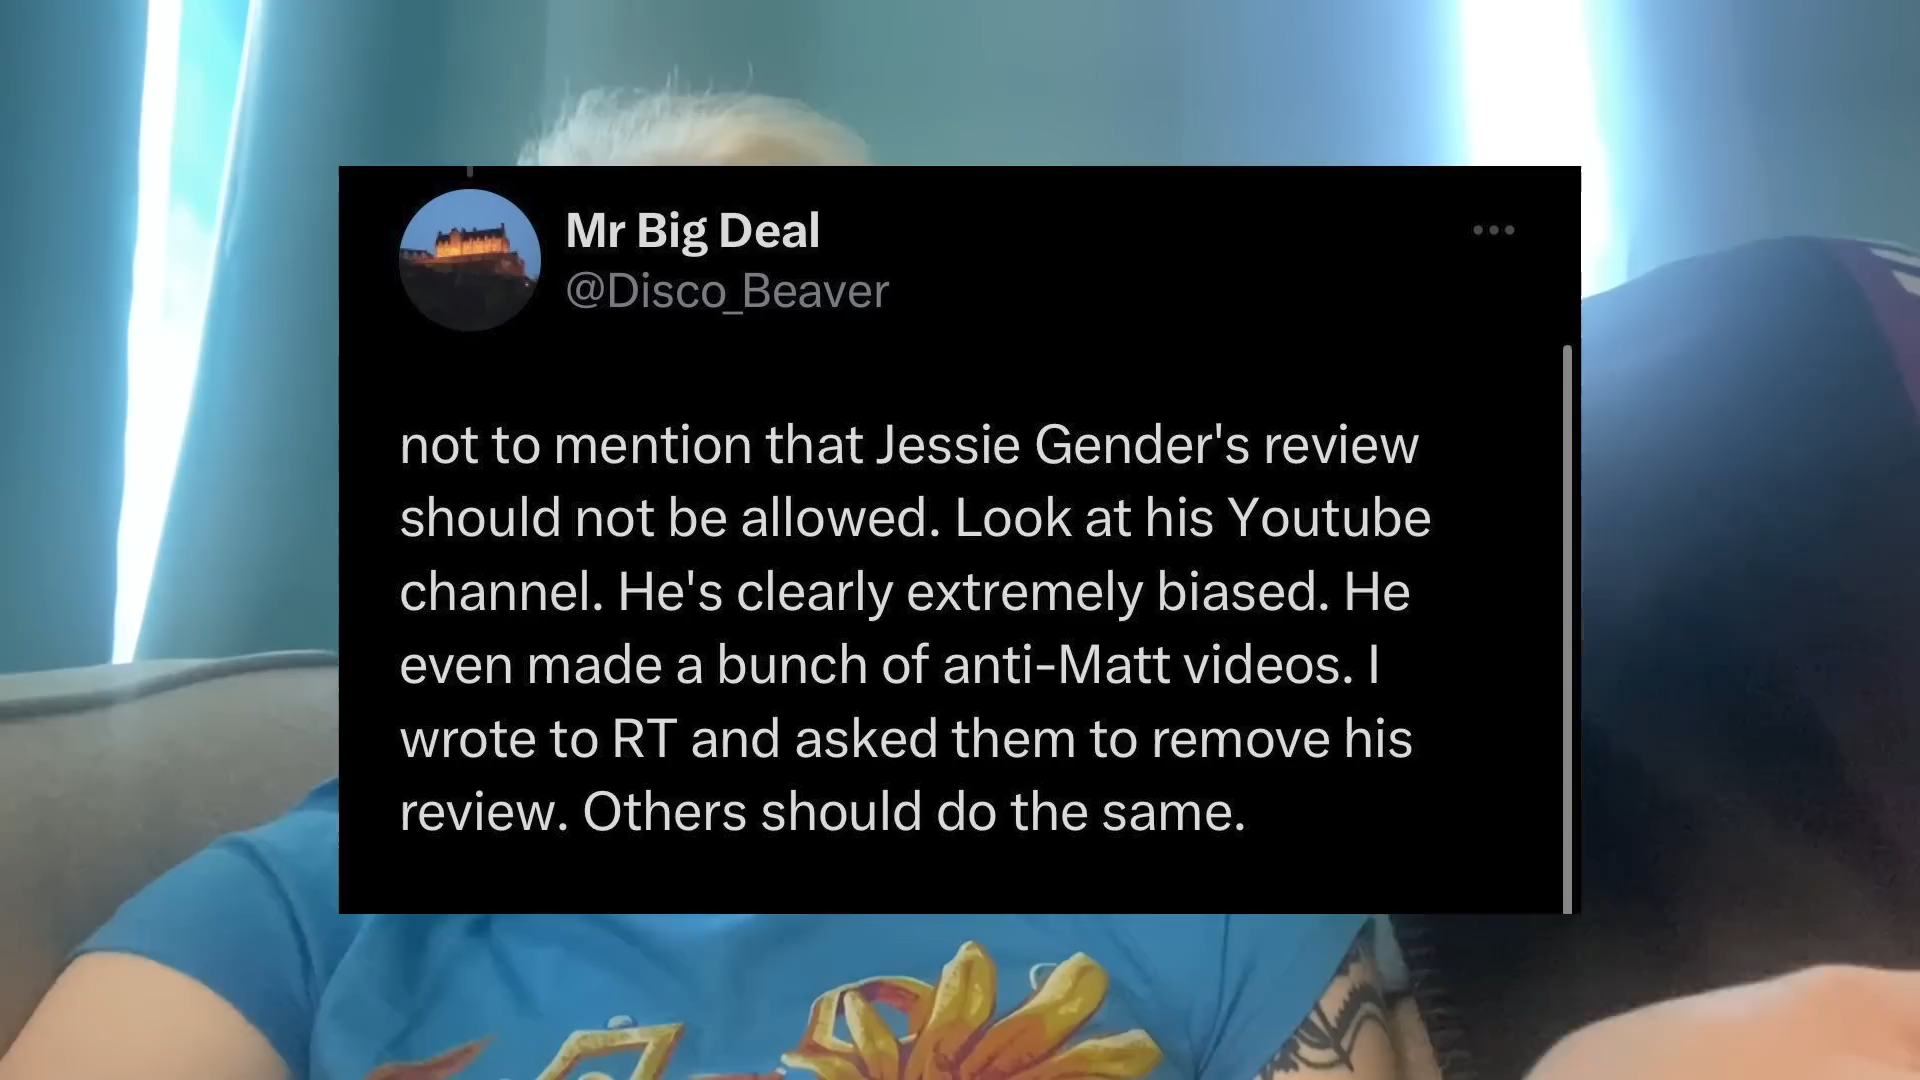 Mr Big Deal
@Disco_Beaver
not to mention that Jessie Gender's review
should not be allowed. Look at his Youtube
channel. He's clearly extremely biased. He
even made a bunch of anti-Matt videos. I
wrote to RT and asked them to remove his
review. Others should do the same.